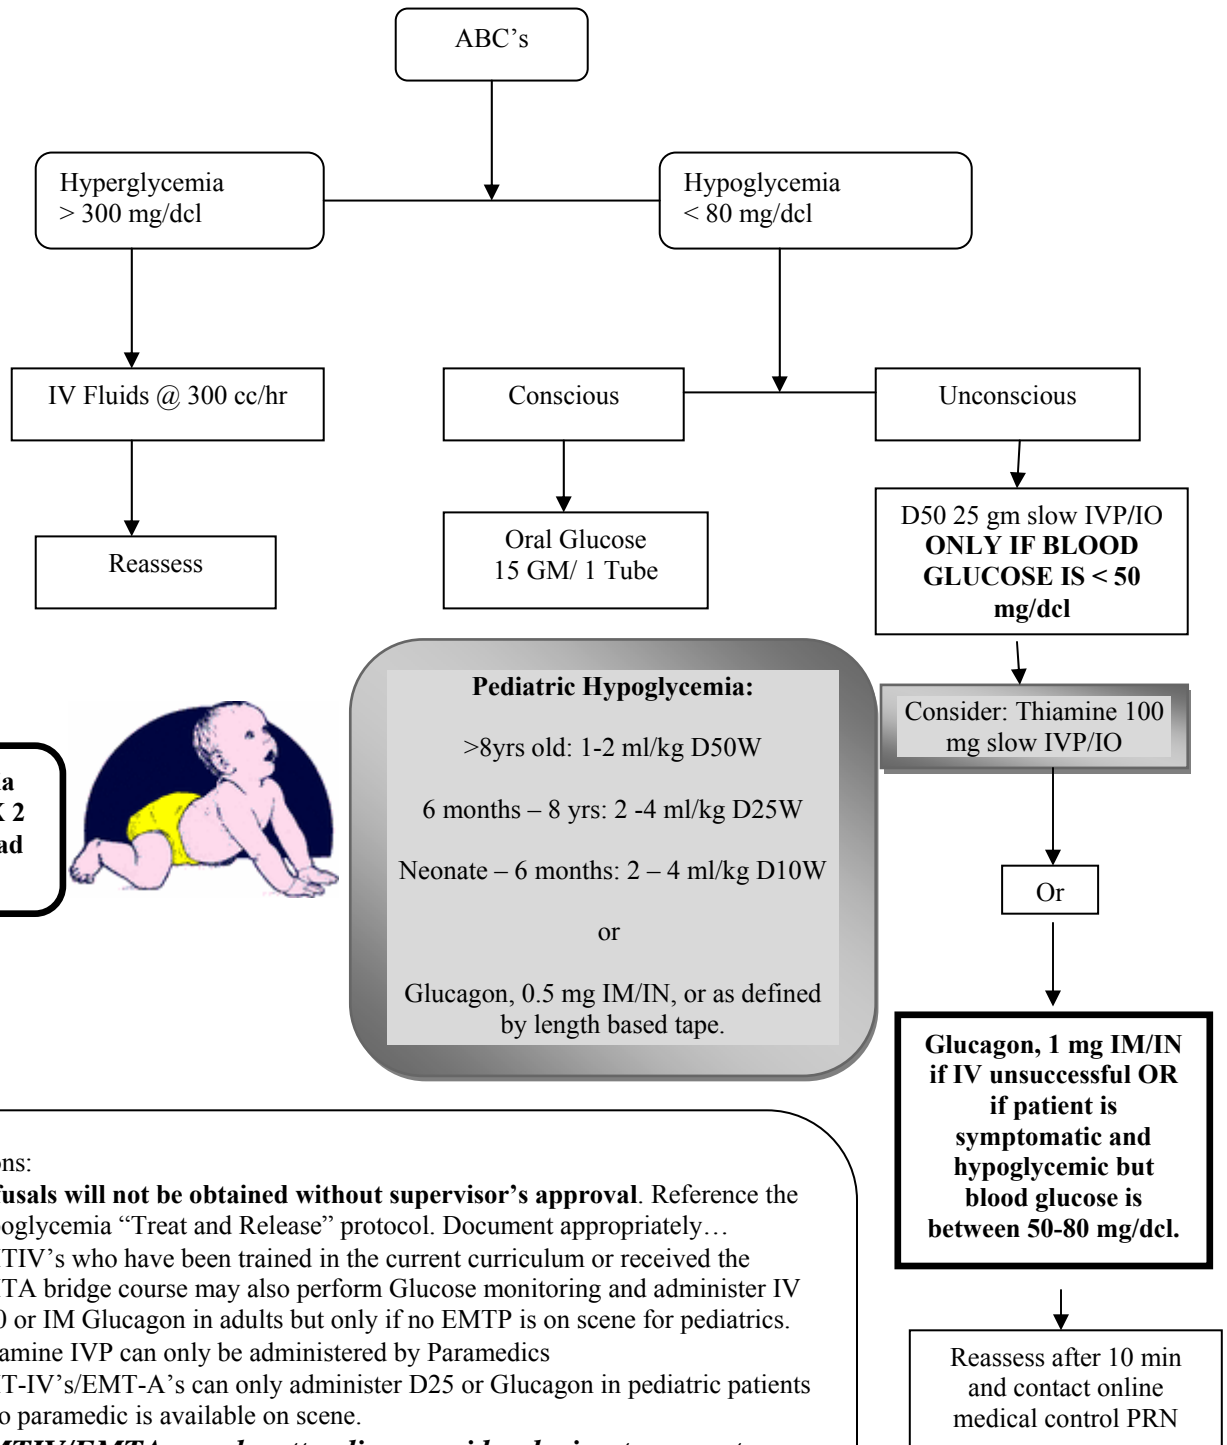 ABC’s
Hyperglycemia
> 300 mg/dcl
Hypoglycemia
< 80 mg/dcl
IV Fluids @ 300 cc/hr
Conscious
Unconscious
Reassess
Oral Glucose
15 GM/ 1 Tube
D50 25 gm slow IVP/IO
ONLY IF BLOOD
GLUCOSE IS < 50
mg/dcl
Consider: Thiamine 100
mg slow IVP/IO
Or
Glucagon, 1 mg IM/IN
if IV unsuccessful OR
if patient is
symptomatic and
hypoglycemic but
blood glucose is
between 50-80 mg/dcl.
Reassess after 10 min
and contact online
medical control PRN
Pediatric Hypoglycemia:
>8yrs old: 1-2 ml/kg D50W
6 months – 8 yrs: 2 -4 ml/kg D25W
Neonate – 6 months: 2 – 4 ml/kg D10W
or
Glucagon, 0.5 mg IM/IN, or as defined
by length based tape.
X 2
ons:
fusals will not be obtained without supervisor’s approval. Reference the
poglycemia “Treat and Release” protocol. Document appropriately…
ITIV’s who have been trained in the current curriculum or received the
ITA bridge course may also perform Glucose monitoring and administer IV
0 or IM Glucagon in adults but only if no EMTP is on scene for pediatrics.
amine IVP can only be administered by Paramedics
IT-IV’s/EMT-A’s can only administer D25 or Glucagon in pediatric patients
o paramedic is available on scene.